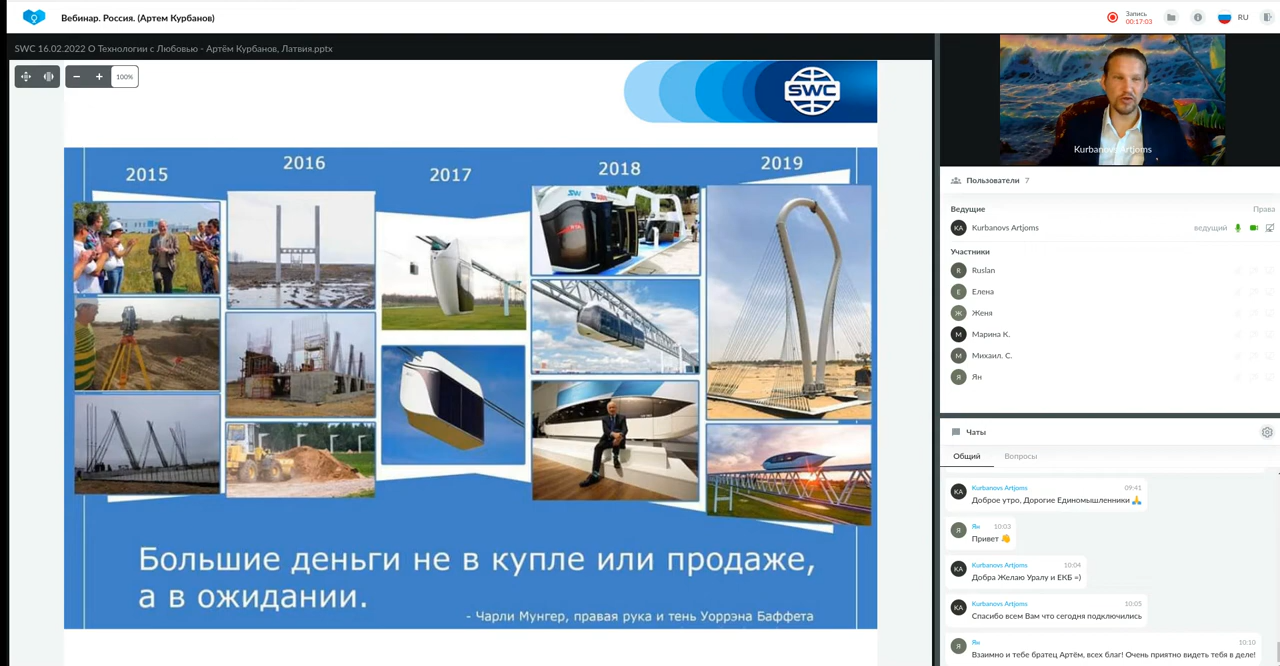 Вебинар. Россия. (Артем Курбанов)
Запись
00:17:03
RU
SWC 16.02.2022 О Технологии с Любовью - Артём Курбанов, Латвия.pptx
100%
SWC
2015
2016
2017
2018
2019
Большие деньги не в купле или продаже,
а в ожидании.
- Чарли Мунгер, правая рука и тень Уоррэна Баффета
Kurbanovs Artjoms
Пользователи 7
Ведущие Права
KA Kurbanovs Artjoms ведущий
Участники
R Ruslan
Е Елена
Ж Женя
М Марина К.
М Михаил. С.
Я Ян
Чаты
Общий Вопросы
KA Kurbanovs Artjoms 09:41
Доброе утро, Дорогие Единомышленники 🙏
Я Ян 10:03
Привет 👋
KA Kurbanovs Artjoms 10:04
Добра Желаю Уралу и ЕКБ =)
KA Kurbanovs Artjoms 10:05
Спасибо всем Вам что сегодня подключились
Я Ян 10:10
Взаимно и тебе братец Артём, всех благ! Очень приятно видеть тебя в деле!